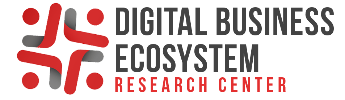 DIGITAL BUSINESS
ECOSYSTEM
RESEARCH CENTER